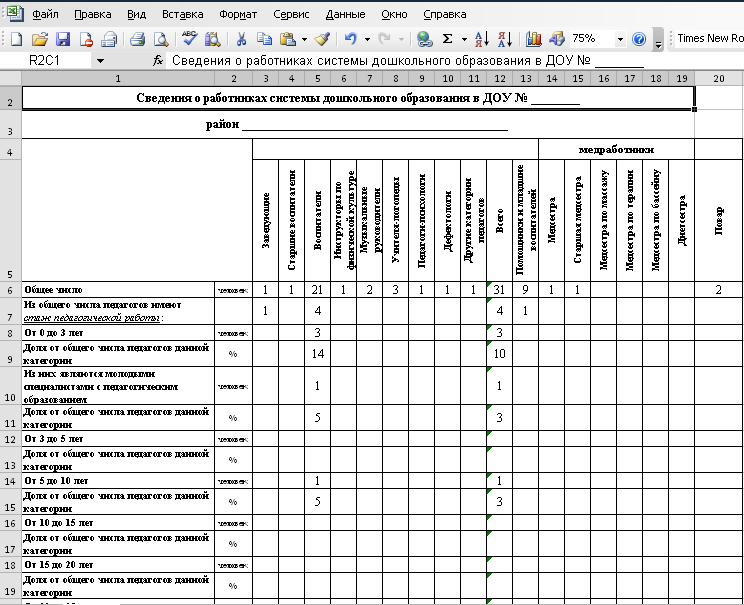 Файл Правка Вид Вставка Формат Сервис Данные Окно Справка
75% Times New Ro
R2C1 fx Сведения о работниках системы дошкольного образования в ДОУ № _______
1 2 3 4 5 6 7 8 9 10 11 12 13 14 15 16 17 18 19 20
2 Сведения о работниках системы дошкольного образования в ДОУ № _______
3 район
4 медработники
5 Заведующие Старшие воспитатели Воспитатели Инструкторы по физической культуре Музыкальные руководители Учителя-логопеды Педагоги-психологи Дефектологи Другие категории педагогов Всего Помощники и младшие воспитателей Медсестра Старшая медсестра Медсестра по массажу Медсестра по терапии Медсестра по бассейну Диетсестра Повар
6 Общее число человек 1 1 21 1 2 3 1 1 1 31 9 1 1 2
Из общего числа педагогов имеют
7 стаж педагогической работы: 1 4 4 1
8 От 0 до 3 лет человек 3 3
Доля от общего числа педагогов данной
9 категории % 14 10
Из них являются молодыми
специалистами с педагогическим
10 образованием человек 1 1
Доля от общего числа педагогов данной
11 категории % 5 3
12 От 3 до 5 лет человек
Доля от общего числа педагогов данной
13 категории %
14 От 5 до 10 лет человек 1 1
Доля от общего числа педагогов данной
15 категории % 5 3
16 От 10 до 15 лет человек
Доля от общего числа педагогов данной
17 категории %
18 От 15 до 20 лет человек
Доля от общего числа педагогов данной
19 категории %